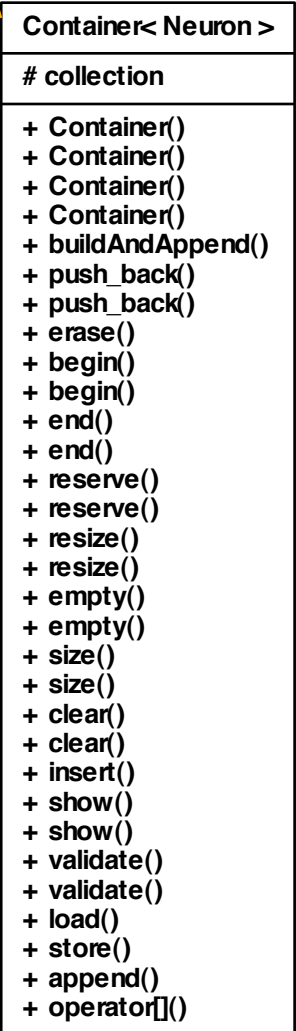 Container< Neuron >
# collection
+ Container()
+ Container()
+ Container()
+ Container()
+ buildAndAppend()
+ push_back()
+ push_back()
+ erase()
+ begin()
+ begin()
+ end()
+ end()
+ reserve()
+ reserve()
+ resize()
+ resize()
+ empty()
+ empty()
+ size()
+ size()
+ clear()
+ clear()
+ insert()
+ show()
+ show()
+ validate()
+ validate()
+ load()
+ store()
+ append()
+ operator[]()